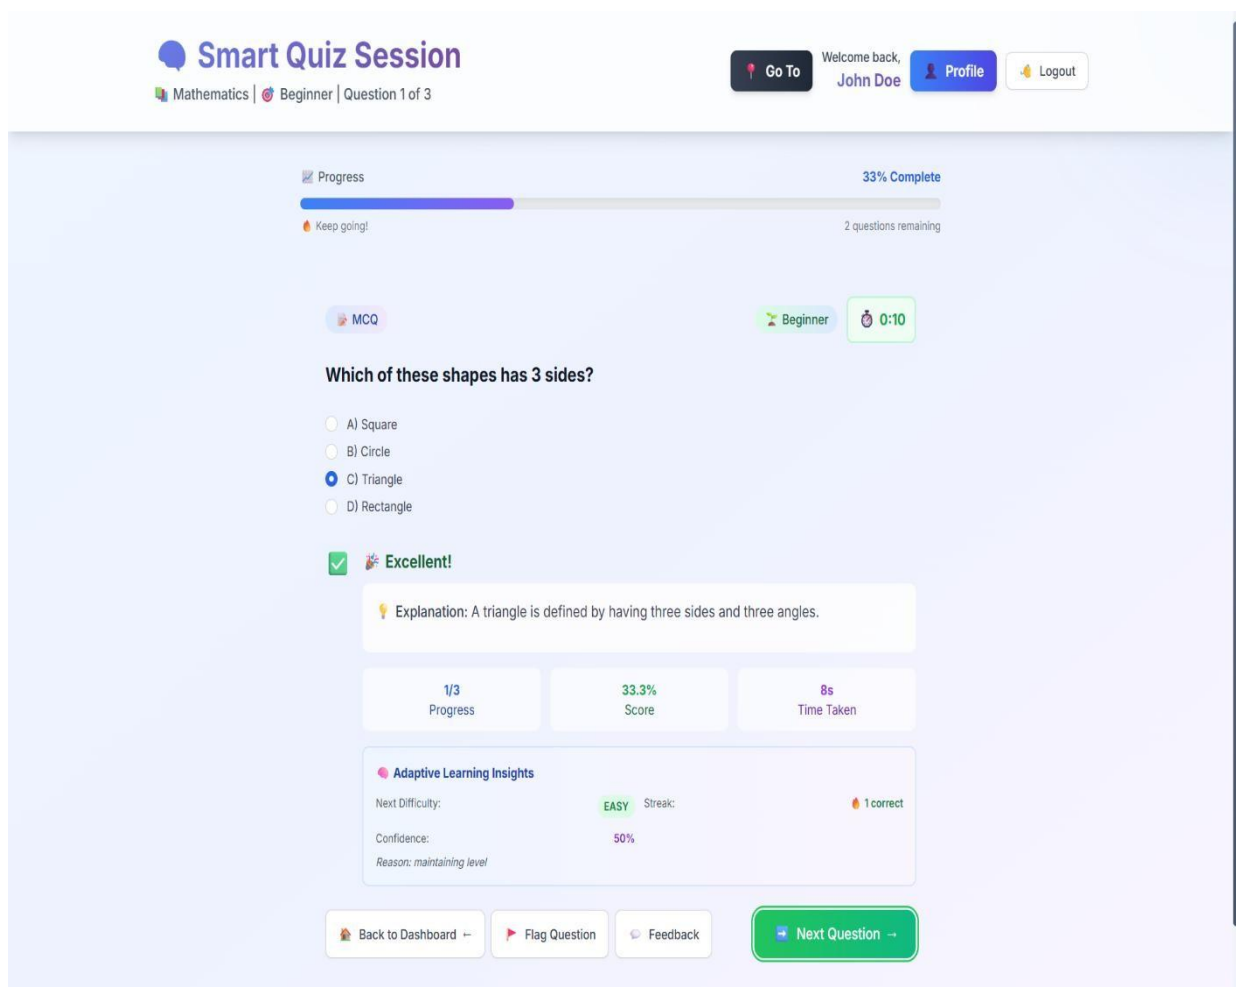 Smart Quiz Session
Mathematics | Beginner | Question 1 of 3
Go To
Welcome back,
John Doe
Profile
Logout
Progress
33% Complete
Keep going!
2 questions remaining
MCQ
Beginner
0:10
Which of these shapes has 3 sides?
A) Square
B) Circle
C) Triangle
D) Rectangle
Excellent!
Explanation: A triangle is defined by having three sides and three angles.
1/3
Progress
33.3%
Score
8s
Time Taken
Adaptive Learning Insights
Next Difficulty:
EASY
Streak:
1 correct
Confidence:
50%
Reason: maintaining level
Back to Dashboard ←
Flag Question
Feedback
Next Question →